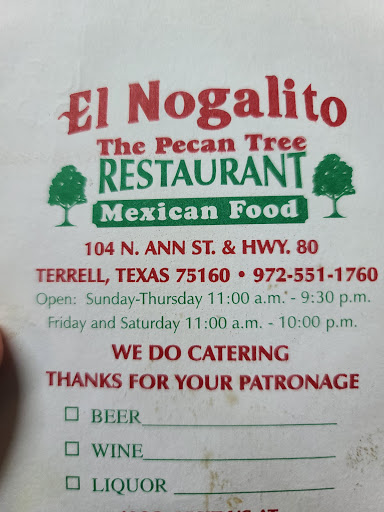 El Nogalito
The Pecan Tree
RESTAURANT
Mexican Food
104 N. ANN ST. & HWY. 80
TERRELL, TEXAS 75160 • 972-551-1760
Open: Sunday-Thursday 11:00 a.m. - 9:30 p.m.
Friday and Saturday 11:00 a.m. - 10:00 p.m.
WE DO CATERING
THANKS FOR YOUR PATRONAGE
☐ BEER
☐ WINE
☐ LIQUOR